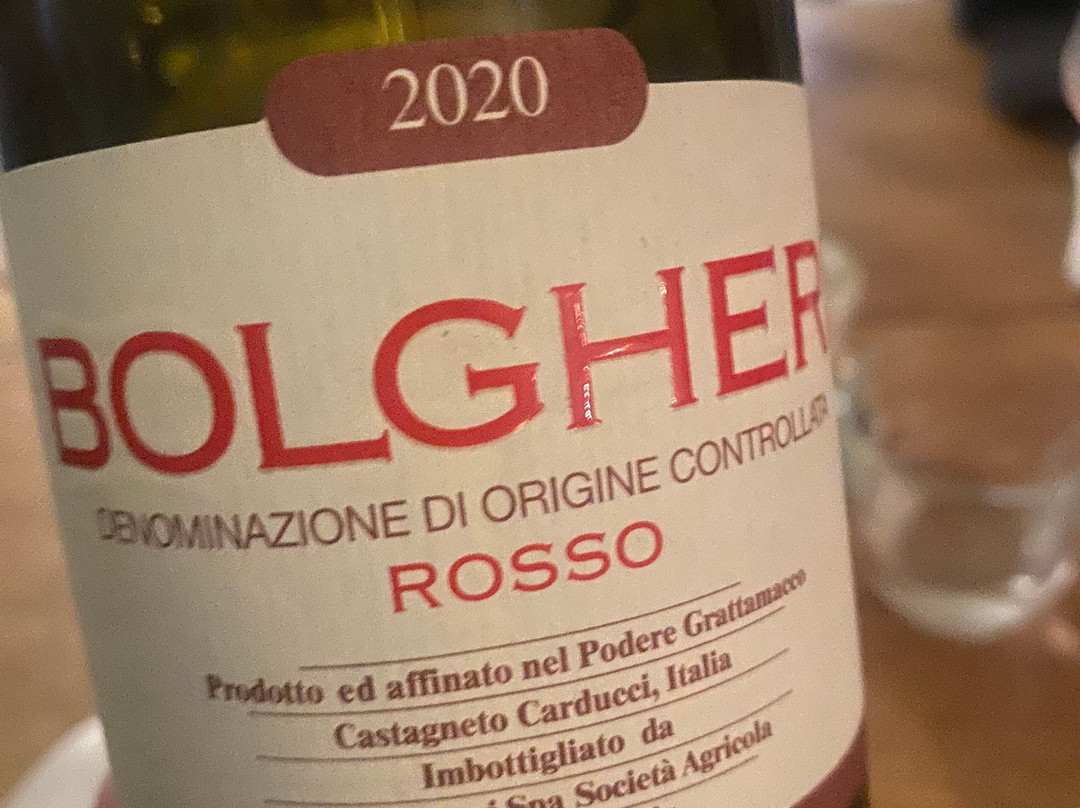 2020
BOLGHER
DENOMINAZIONE DI ORIGINE CONTROLLATA
ROSSO
Prodotto ed affinato nel Podere Grattamacco
Castagneto Carducci, Italia
Imbottigliato da
i Spa Società Agricola